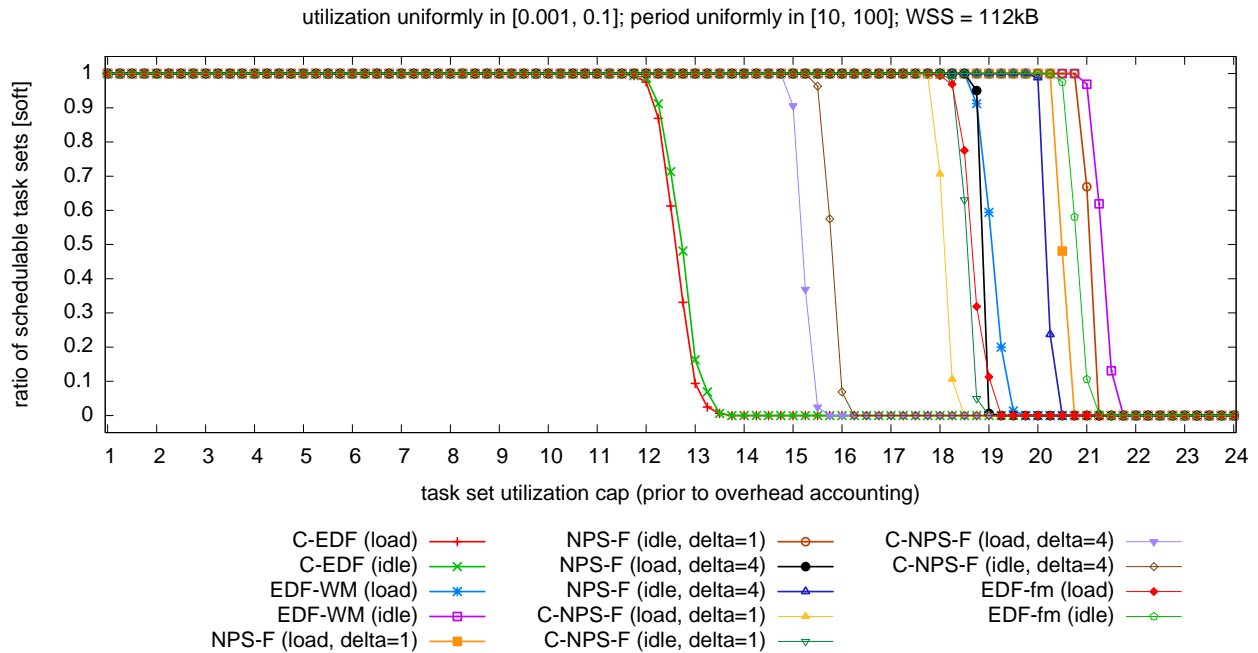 utilization uniformly in [0.001, 0.1]; period uniformly in [10, 100]; WSS = 112kB
ratio of schedulable task sets [soft]
1
0.9
0.8
0.7
0.6
0.5
0.4
0.3
0.2
0.1
0
1 2 3 4 5 6 7 8 9 10 11 12 13 14 15 16 17 18 19 20 21 22 23 24
task set utilization cap (prior to overhead accounting)
C-EDF (load)
C-EDF (idle)
EDF-WM (load)
EDF-WM (idle)
NPS-F (load, delta=1)
NPS-F (idle, delta=1)
NPS-F (load, delta=4)
NPS-F (idle, delta=4)
C-NPS-F (load, delta=1)
C-NPS-F (idle, delta=1)
C-NPS-F (load, delta=4)
C-NPS-F (idle, delta=4)
EDF-fm (load)
EDF-fm (idle)